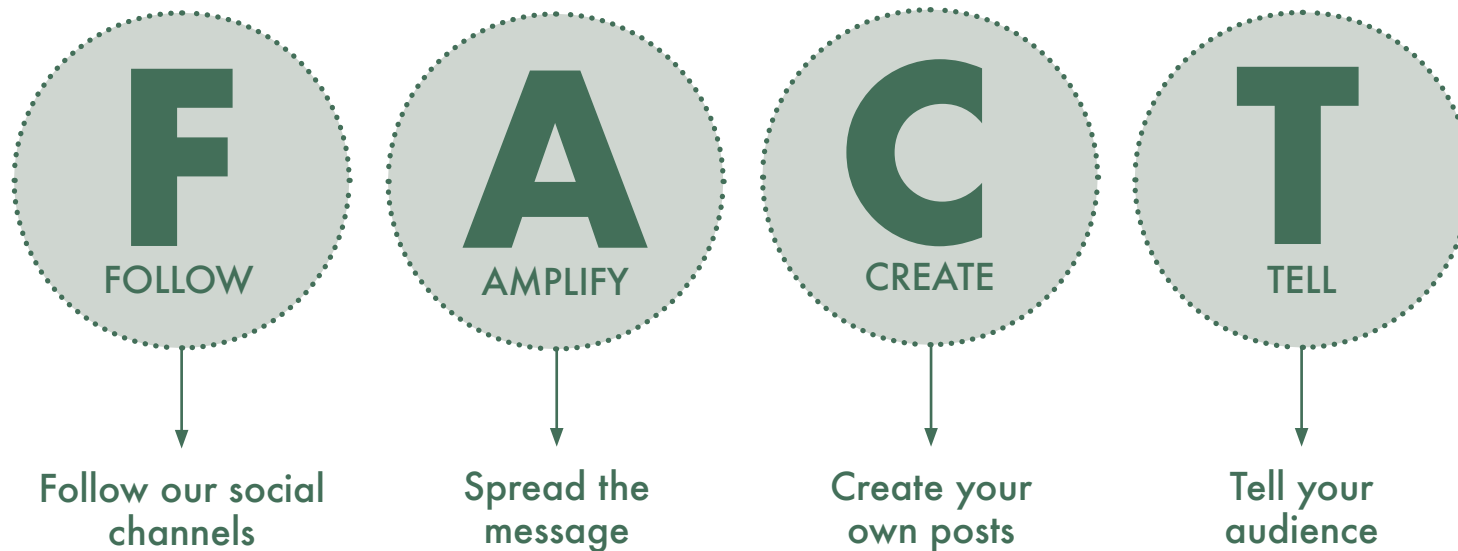 F
FOLLOW
Follow our social
channels
A
AMPLIFY
Spread the
message
C
CREATE
Create your
own posts
T
TELL
Tell your
audience